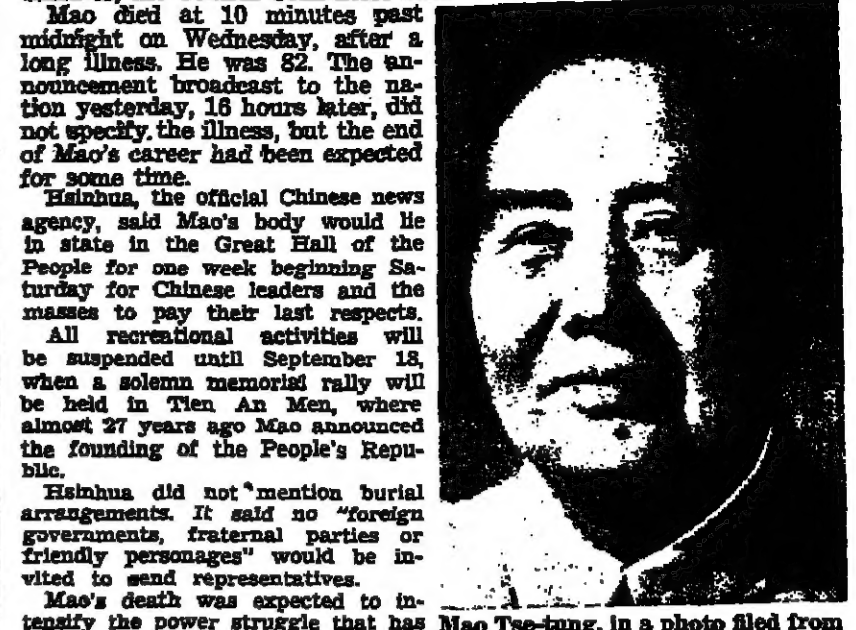 Mao died at 10 minutes past
midnight on Wednesday, after a
long illness. He was 82. The an-
nouncement broadcast to the na-
tion yesterday, 16 hours later, did
not specify, the illness, but the end
of Mao's career had been expected
for some time.
Hsinhua, the official Chinese news
agency, said Mao's body would lie
in state in the Great Hall of the
People for one week beginning Sa-
turday for Chinese leaders and the
masses to pay their last respects.
All recreational activities will
be suspended until September 18,
when a solemn memorial rally will
be held in Tien An Men, where
almost 27 years ago Mao announced
the founding of the People's Repu-
blic.
Hsinhua did not mention burial
arrangements. It said no "foreign
governments, fraternal parties or
friendly personages" would be in-
vited to send representatives.
Mao's death was expected to in-
tensify the power struggle that has
Mao Tse-tung, in a photo filed from